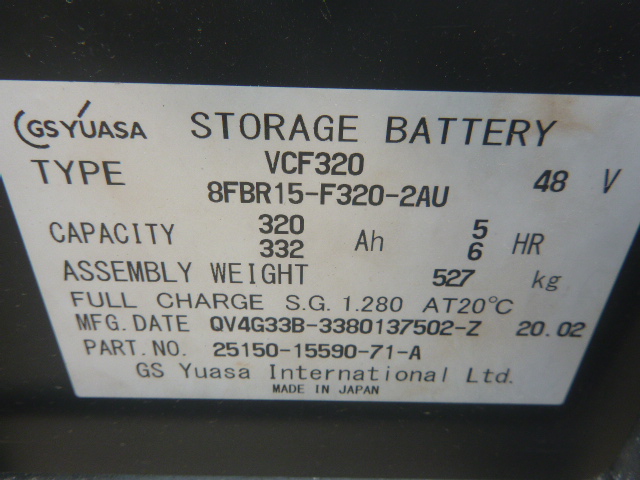 GS YUASA STORAGE BATTERY
TYPE VCF320 48 V
8FBR15-F320-2AU
CAPACITY 320 Ah 5 HR
332 6
ASSEMBLY WEIGHT 527 kg
FULL CHARGE S.G. 1.280 AT20℃
MFG.DATE QV4G33B-3380137502-Z 20.02
PART.NO. 25150-15590-71-A
GS Yuasa International Ltd.
MADE IN JAPAN